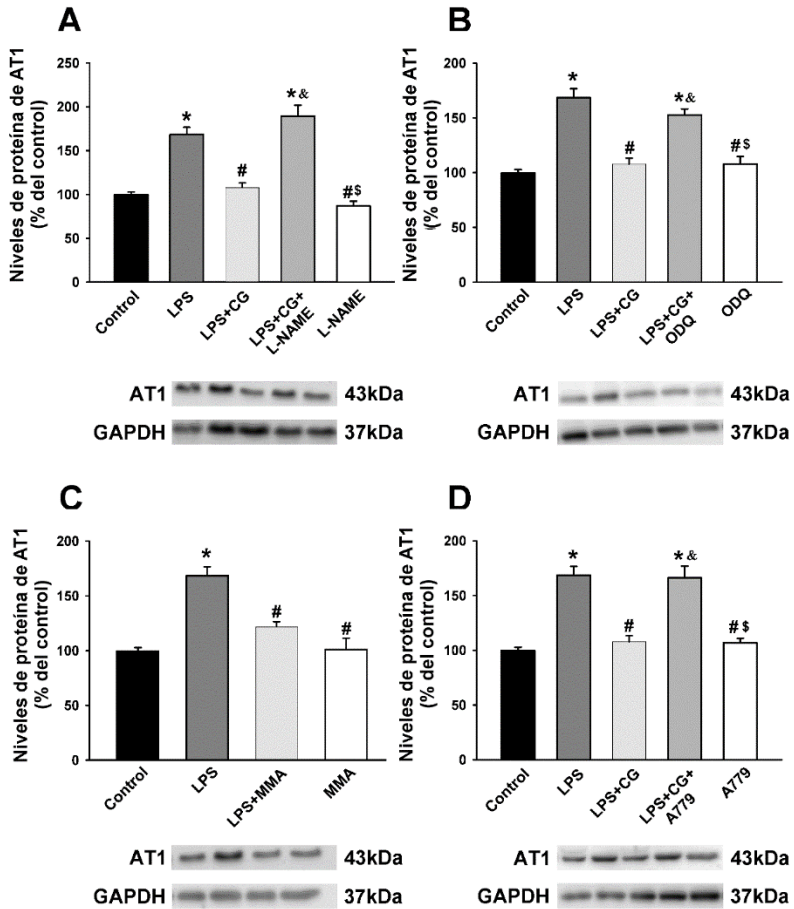 A
Niveles de proteína de AT1
(% del control)
250
200
150
100
50
0
*
#
* &
# $
Control
LPS
LPS+CG
LPS+CG+
L-NAME
L-NAME
AT1
43kDa
GAPDH
37kDa
B
Niveles de proteína de AT1
(% del control)
200
150
100
50
0
*
#
* &
# $
Control
LPS
LPS+CG
LPS+CG+
ODQ
ODQ
AT1
43kDa
GAPDH
37kDa
C
Niveles de proteína de AT1
(% del control)
200
150
100
50
0
*
#
#
Control
LPS
LPS+MMA
MMA
AT1
43kDa
GAPDH
37kDa
D
Niveles de proteína de AT1
(% del control)
200
150
100
50
0
*
#
* &
# $
Control
LPS
LPS+CG
LPS+CG+
A779
A779
AT1
43kDa
GAPDH
37kDa